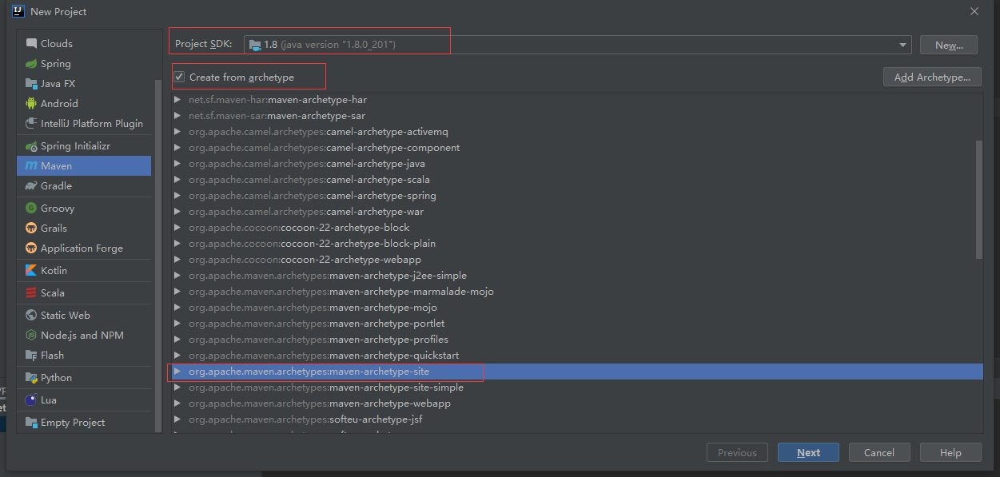 New Project
Clouds
Spring
Java FX
Android
IntelliJ Platform Plugin
Spring Initializr
Maven
Gradle
Groovy
Grails
Application Forge
Kotlin
Scala
Static Web
Node.js and NPM
Flash
Python
Lua
Empty Project
Project SDK: 1.8 (java version "1.8.0_201") New...
Create from archetype Add Archetype...
net.sf.maven-har:maven-archetype-har
net.sf.maven-sar:maven-archetype-sar
org.apache.camel.archetypes:camel-archetype-activemq
org.apache.camel.archetypes:camel-archetype-component
org.apache.camel.archetypes:camel-archetype-java
org.apache.camel.archetypes:camel-archetype-scala
org.apache.camel.archetypes:camel-archetype-spring
org.apache.camel.archetypes:camel-archetype-war
org.apache.cocoon:cocoon-22-archetype-block
org.apache.cocoon:cocoon-22-archetype-block-plain
org.apache.cocoon:cocoon-22-archetype-webapp
org.apache.maven.archetypes:maven-archetype-j2ee-simple
org.apache.maven.archetypes:maven-archetype-marmalade-mojo
org.apache.maven.archetypes:maven-archetype-mojo
org.apache.maven.archetypes:maven-archetype-portlet
org.apache.maven.archetypes:maven-archetype-profiles
org.apache.maven.archetypes:maven-archetype-quickstart
org.apache.maven.archetypes:maven-archetype-site
org.apache.maven.archetypes:maven-archetype-site-simple
org.apache.maven.archetypes:maven-archetype-webapp
org.apache.maven.archetypes:softeu-archetype-jsf
Previous Next Cancel Help